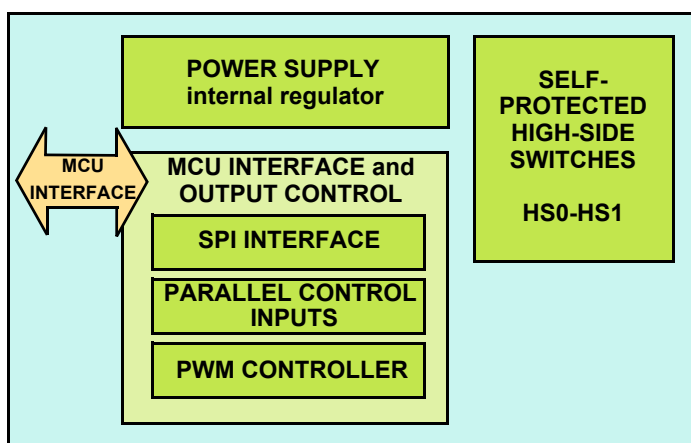 POWER SUPPLY
internal regulator
SELF-
PROTECTED
HIGH-SIDE
SWITCHES
HS0-HS1
MCU
INTERFACE
MCU INTERFACE and
OUTPUT CONTROL
SPI INTERFACE
PARALLEL CONTROL
INPUTS
PWM CONTROLLER